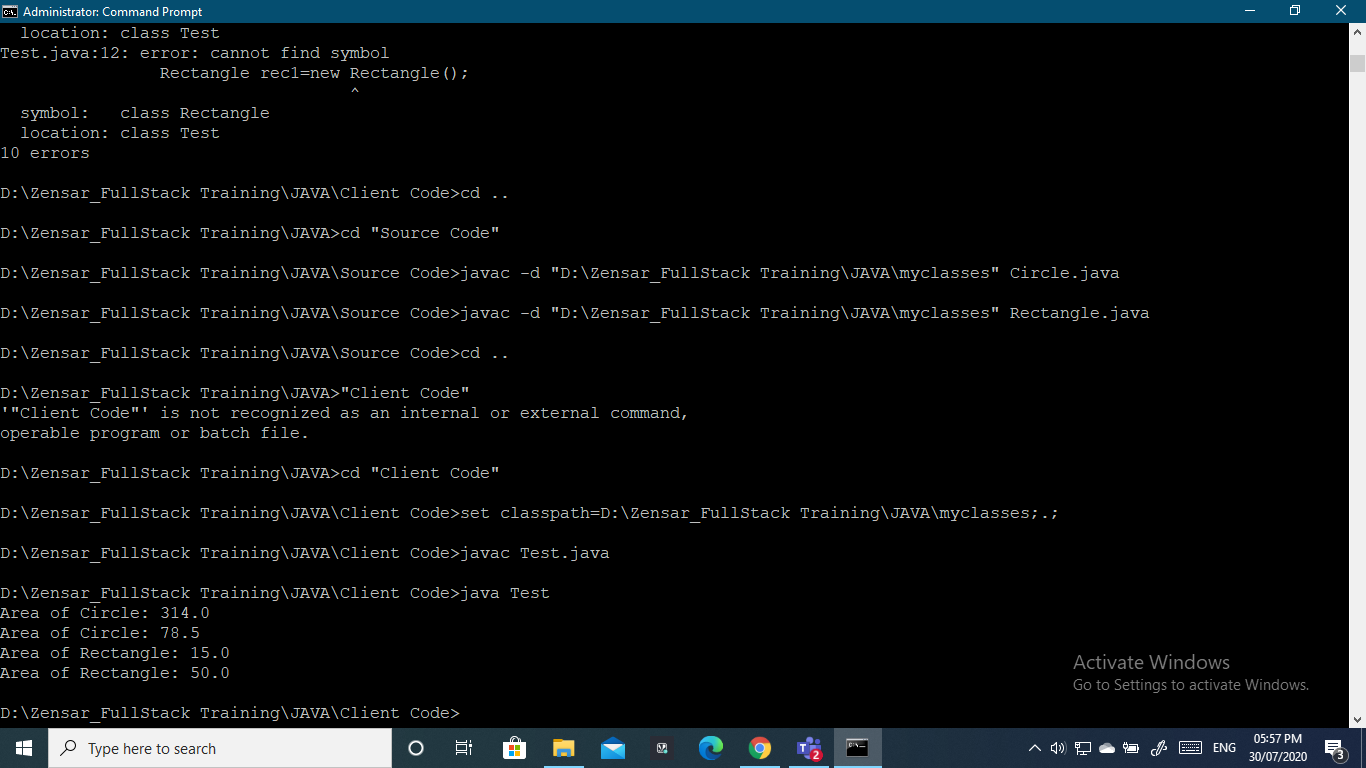 Administrator: Command Prompt
location: class Test
Test.java:12: error: cannot find symbol
Rectangle rec1=new Rectangle();
^
symbol:   class Rectangle
location: class Test
10 errors
D:\Zensar_FullStack Training\JAVA\Client Code>cd ..
D:\Zensar_FullStack Training\JAVA>cd "Source Code"
D:\Zensar_FullStack Training\JAVA\Source Code>javac -d "D:\Zensar_FullStack Training\JAVA\myclasses" Circle.java
D:\Zensar_FullStack Training\JAVA\Source Code>javac -d "D:\Zensar_FullStack Training\JAVA\myclasses" Rectangle.java
D:\Zensar_FullStack Training\JAVA\Source Code>cd ..
D:\Zensar_FullStack Training\JAVA>"Client Code"
'"Client Code"' is not recognized as an internal or external command,
operable program or batch file.
D:\Zensar_FullStack Training\JAVA>cd "Client Code"
D:\Zensar_FullStack Training\JAVA\Client Code>set classpath=D:\Zensar_FullStack Training\JAVA\myclasses;.;
D:\Zensar_FullStack Training\JAVA\Client Code>javac Test.java
D:\Zensar_FullStack Training\JAVA\Client Code>java Test
Area of Circle: 314.0
Area of Circle: 78.5
Area of Rectangle: 15.0
Area of Rectangle: 50.0
D:\Zensar_FullStack Training\JAVA\Client Code>
Activate Windows
Go to Settings to activate Windows.
Type here to search
2
ENG
05:57 PM
30/07/2020
3